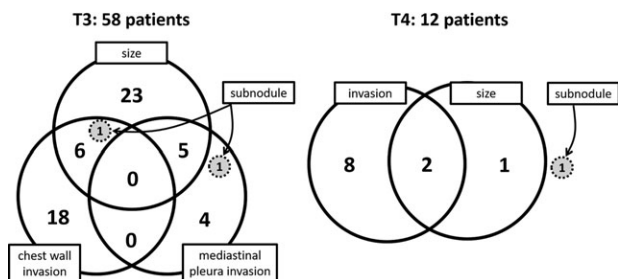 T3: 58 patients
size
23
subnodule
1
6
5
1
0
18
0
4
chest wall
invasion
mediastinal
pleura invasion
T4: 12 patients
invasion
size
subnodule
8
2
1
1